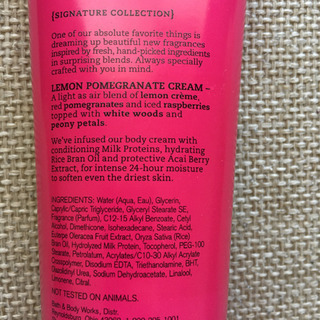 {SIGNATURE COLLECTION}
One of our absolute favorite things is
dreaming up beautiful new fragrances
inspired by fresh, hand-picked ingredients
in surprising blends. Always specially
crafted with you in mind.
LEMON POMEGRANATE CREAM –
A light as air blend of lemon crème,
red pomegranates and iced raspberries
topped with white woods and
peony petals.
We've infused our body cream with
conditioning Milk Proteins, hydrating
Rice Bran Oil and protective Acai Berry
Extract, for intense 24-hour moisture
to soften even the driest skin.
INGREDIENTS: Water (Aqua, Eau), Glycerin,
Caprylic/Capric Triglyceride, Glyceryl Stearate SE,
Fragrance (Parfum), C12-15 Alkyl Benzoate, Cetyl
Alcohol, Dimethicone, Isohexadecane, Stearic Acid,
Euterpe Oleracea Fruit Extract, Oryza Sativa (Rice)
Bran Oil, Hydrolyzed Milk Protein, Tocopherol, PEG-100
Stearate, Petrolatum, Acrylates/C10-30 Alkyl Acrylate
Crosspolymer, Disodium EDTA, Triethanolamine, BHT,
Diazolidinyl Urea, Sodium Dehydroacetate, Linalool,
Limonene, Citral.
NOT TESTED ON ANIMALS.
Bath & Body Works, Distr.
Reynoldsburg, Ohio 43068